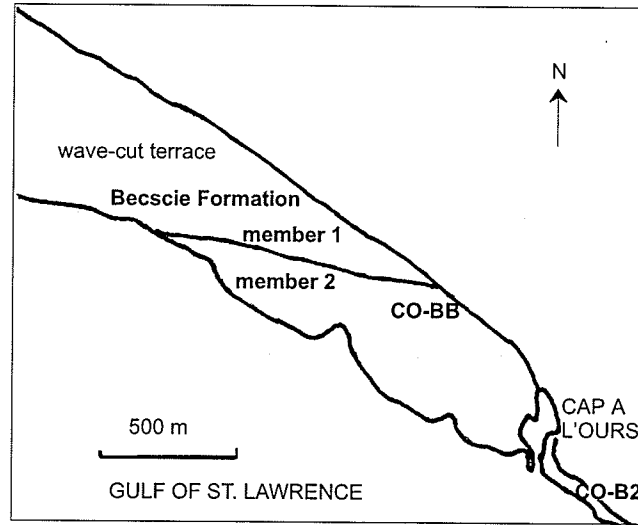 N
wave-cut terrace
Becscie Formation
member 1
member 2
CO-BB
CAP A
L'OURS
500 m
CO-B2
GULF OF ST. LAWRENCE